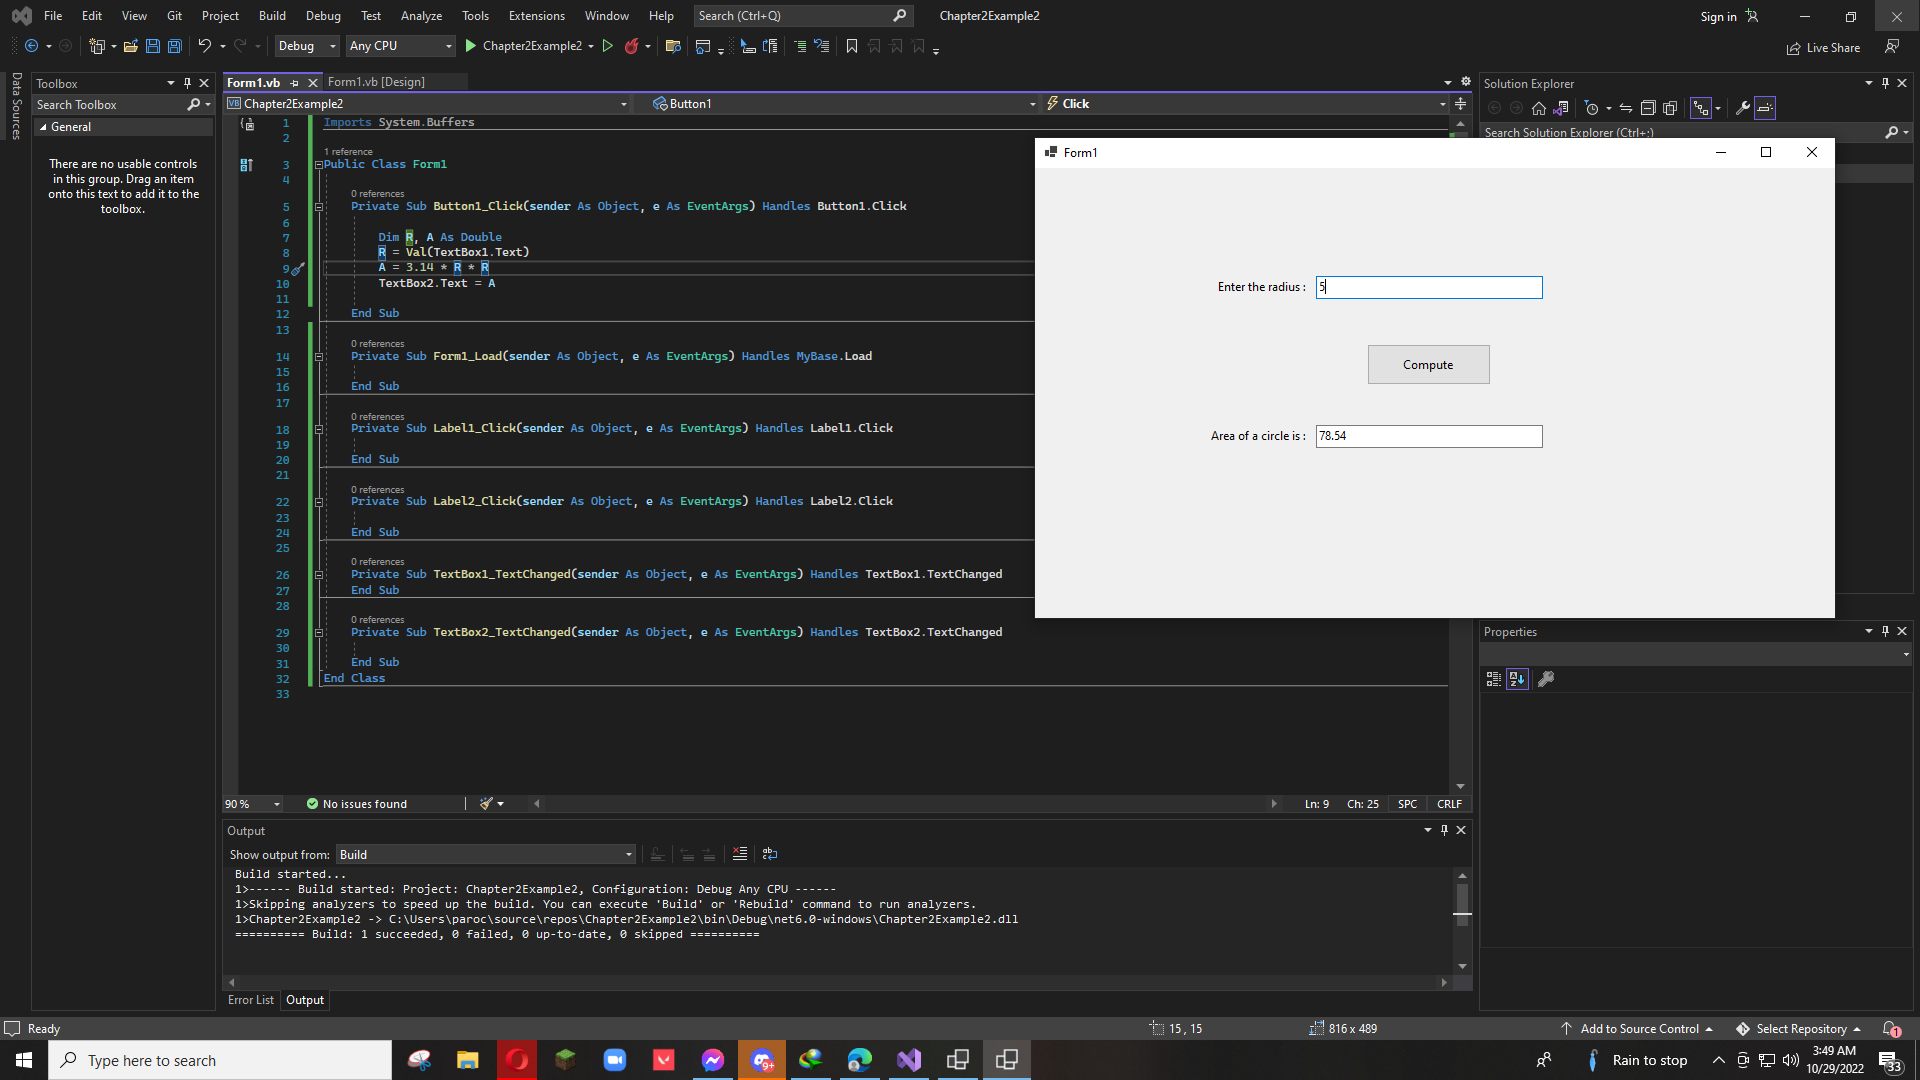 File Edit View Git Project Build Debug Test Analyze Tools Extensions Window Help Search (Ctrl+Q) Chapter2Example2 Sign in
Debug Any CPU Chapter2Example2 Live Share
Data Sources
Toolbox
Search Toolbox
General
There are no usable controls
in this group. Drag an item
onto this text to add it to the
toolbox.
Form1.vb Form1.vb [Design]
VB Chapter2Example2 Button1 Click
1 Imports System.Buffers
2
1 reference
3 Public Class Form1
4
0 references
5 Private Sub Button1_Click(sender As Object, e As EventArgs) Handles Button1.Click
6
7 Dim R, A As Double
8 R = Val(TextBox1.Text)
9 A = 3.14 * R * R
10 TextBox2.Text = A
11
12 End Sub
13
0 references
14 Private Sub Form1_Load(sender As Object, e As EventArgs) Handles MyBase.Load
15
16 End Sub
17
0 references
18 Private Sub Label1_Click(sender As Object, e As EventArgs) Handles Label1.Click
19
20 End Sub
21
0 references
22 Private Sub Label2_Click(sender As Object, e As EventArgs) Handles Label2.Click
23
24 End Sub
25
0 references
26 Private Sub TextBox1_TextChanged(sender As Object, e As EventArgs) Handles TextBox1.TextChanged
27 End Sub
28
0 references
29 Private Sub TextBox2_TextChanged(sender As Object, e As EventArgs) Handles TextBox2.TextChanged
30
31 End Sub
32 End Class
33
90 % No issues found Ln: 9 Ch: 25 SPC CRLF
Form1
Enter the radius : 5
Compute
Area of a circle is : 78.54
Solution Explorer
Search Solution Explorer (Ctrl+;)
Properties
Output
Show output from: Build
Build started...
1>------ Build started: Project: Chapter2Example2, Configuration: Debug Any CPU ------
1>Skipping analyzers to speed up the build. You can execute 'Build' or 'Rebuild' command to run analyzers.
1>Chapter2Example2 -> C:\Users\paroc\source\repos\Chapter2Example2\bin\Debug\net6.0-windows\Chapter2Example2.dll
========== Build: 1 succeeded, 0 failed, 0 up-to-date, 0 skipped ==========
Error List Output
Ready 15 , 15 816 x 489 Add to Source Control Select Repository 1
Type here to search 9+ Rain to stop 3:49 AM
10/29/2022 33